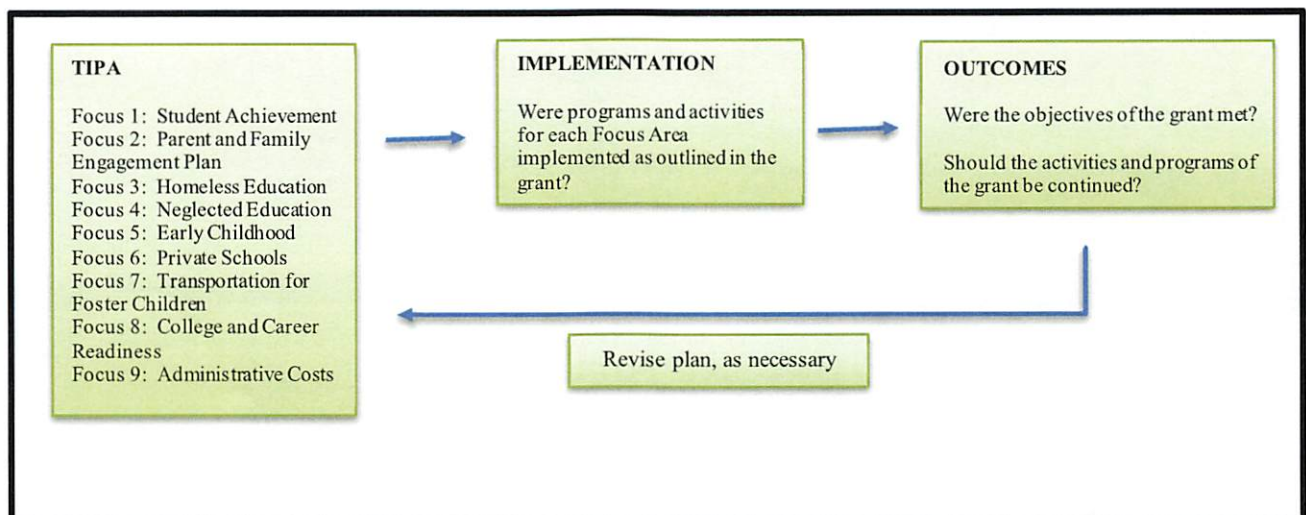 TIPA
Focus 1: Student Achievement
Focus 2: Parent and Family
Engagement Plan
Focus 3: Homeless Education
Focus 4: Neglected Education
Focus 5: Early Childhood
Focus 6: Private Schools
Focus 7: Transportation for
Foster Children
Focus 8: College and Career
Readiness
Focus 9: Administrative Costs
IMPLEMENTATION
Were programs and activities
for each Focus Area
implemented as outlined in the
grant?
OUTCOMES
Were the objectives of the grant met?
Should the activities and programs of
the grant be continued?
Revise plan, as necessary